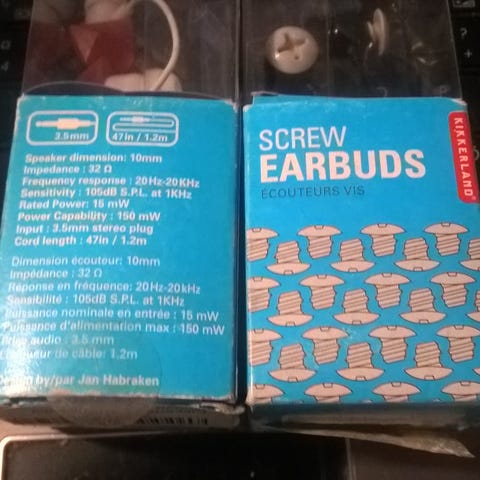 3.5mm
47in / 1.2m
Speaker dimension: 10mm
Impedance : 32 Ω
Frequency response : 20Hz-20KHz
Sensitivity : 105dB S.P.L. at 1KHz
Rated Power: 15 mW
Power Capability : 150 mW
Input : 3.5mm stereo plug
Cord length : 47in / 1.2m
Dimension écouteur: 10mm
Impédance : 32 Ω
Réponse en fréquence: 20Hz-20kHz
Sensibilité : 105dB S.P.L. at 1KHz
Puissance nominale en entrée : 15 mW
Puissance d'alimentation max : 150 mW
audio : 3.5 mm
de câble: 1.2m
by/par Jan Habraken
SCREW
EARBUDS
ÉCOUTEURS VIS
KIKKERLAND